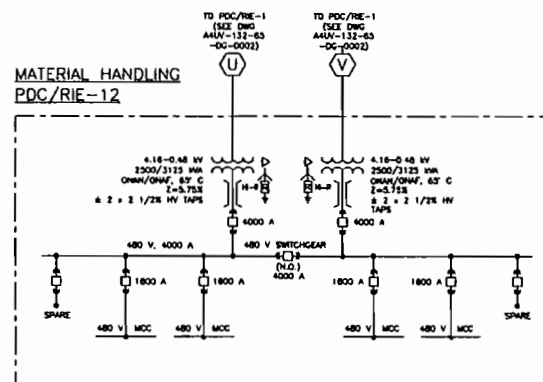 TO PDC/RIE-1
(SEE DWG
A4UV-132-65
-DG-0002)
U
TO PDC/RIE-1
(SEE DWG
A4UV-132-65
-DG-0002)
V
MATERIAL HANDLING
PDC/RIE-12
4.16-0.48 kV
2500/3125 kVA
ONAN/ONAF, 65° C
Z=5.75%
± 2 x 2 1/2% HV
TAPS
HI-R
4.16-0.48 kV
2500/3125 kVA
ONAN/ONAF, 65° C
Z=5.75%
± 2 x 2 1/2% HV
TAPS
HI-R
4000 A
4000 A
480 V, 4000 A
480 V SWITCHGEAR
(N.O.)
4000 A
1600 A
1600 A
1600 A
1600 A
SPARE
SPARE
480 V MCC
480 V MCC
480 V MCC
480 V MCC